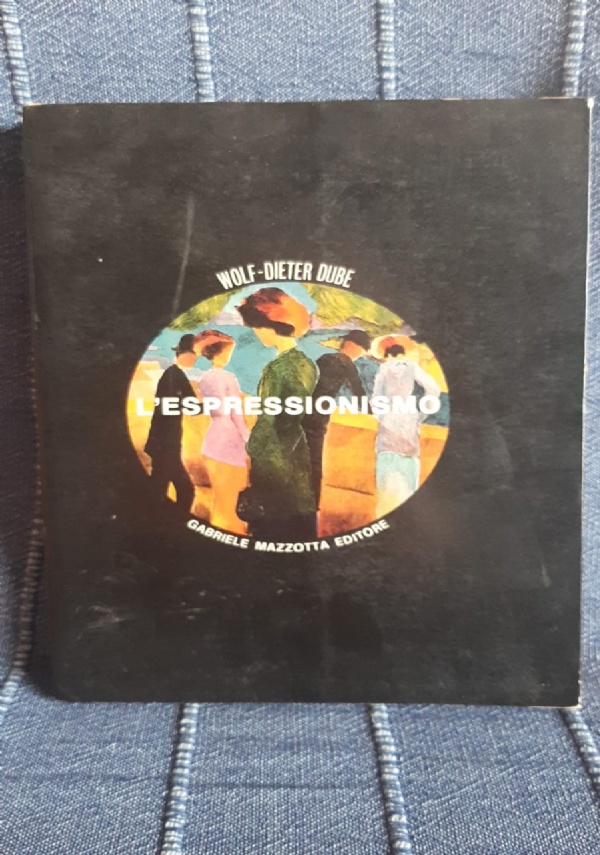 WOLF-DIETER DUBE
L'ESPRESSIONISMO
GABRIELE MAZZOTTA EDITORE